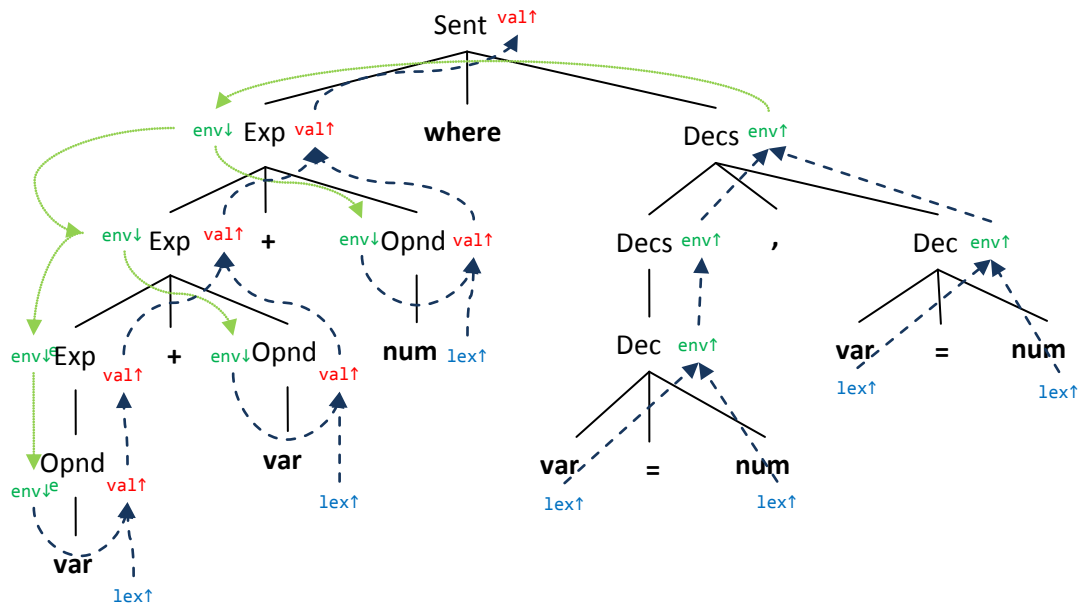 Sent val↑
env↓ Exp val↑ where Decs env↑
env↓ Exp val↑ + env↓ Opnd val↑ Decs env↑ , Dec env↑
env↓e Exp val↑ + env↓ Opnd val↑ num lex↑ Dec env↑ var = num
lex↑ lex↑
Opnd var var = num
env↓e val↑ lex↑ lex↑ lex↑
var
lex↑